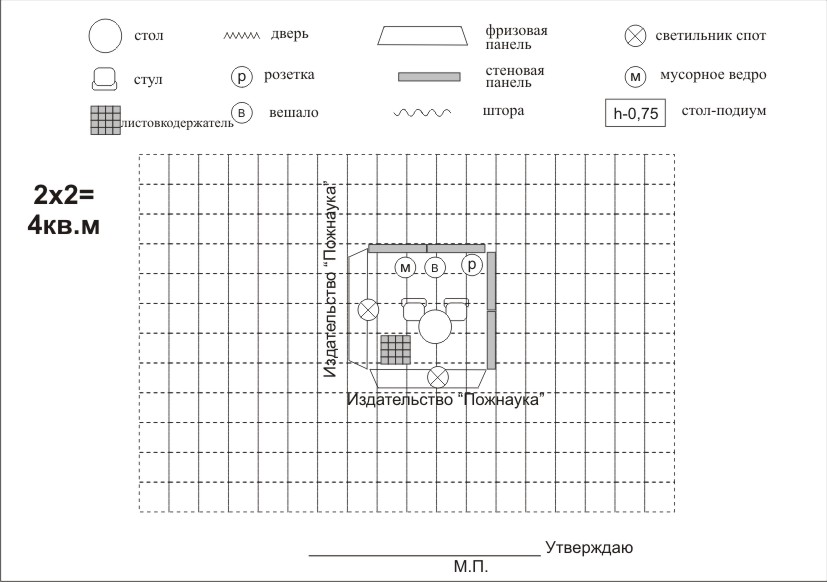 стол
дверь
фризовая
панель
светильник спот
стул
р
розетка
стеновая
панель
м
мусорное ведро
листовкодержатель
в
вешало
штора
h-0,75
стол-подиум
2х2=
4кв.м
Издательство “Пожнаука”
м
в
р
Издательство “Пожнаука”
Утверждаю
М.П.